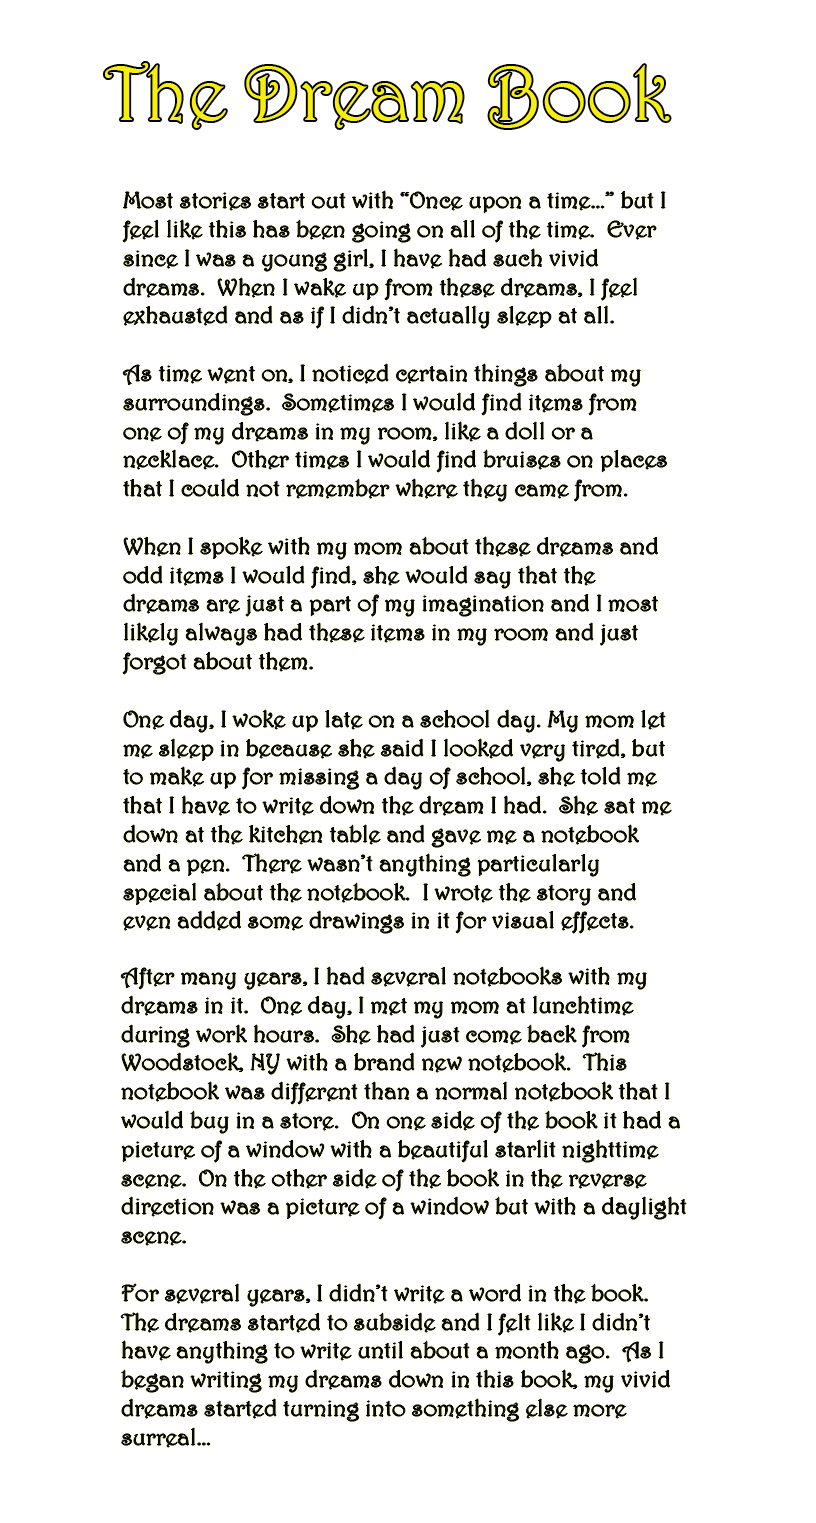 The Dream Book
Most stories start out with “Once upon a time...” but I
feel like this has been going on all of the time.  Ever
since I was a young girl, I have had such vivid
dreams.  When I wake up from these dreams, I feel
exhausted and as if I didn’t actually sleep at all.
As time went on, I noticed certain things about my
surroundings.  Sometimes I would find items from
one of my dreams in my room, like a doll or a
necklace.  Other times I would find bruises on places
that I could not remember where they came from.
When I spoke with my mom about these dreams and
odd items I would find, she would say that the
dreams are just a part of my imagination and I most
likely always had these items in my room and just
forgot about them.
One day, I woke up late on a school day. My mom let
me sleep in because she said I looked very tired, but
to make up for missing a day of school, she told me
that I have to write down the dream I had.  She sat me
down at the kitchen table and gave me a notebook
and a pen.  There wasn’t anything particularly
special about the notebook.  I wrote the story and
even added some drawings in it for visual effects.
After many years, I had several notebooks with my
dreams in it.  One day, I met my mom at lunchtime
during work hours.  She had just come back from
Woodstock, NY with a brand new notebook.  This
notebook was different than a normal notebook that I
would buy in a store.  On one side of the book it had a
picture of a window with a beautiful starlit nighttime
scene.  On the other side of the book in the reverse
direction was a picture of a window but with a daylight
scene.
For several years, I didn’t write a word in the book.
The dreams started to subside and I felt like I didn’t
have anything to write until about a month ago.  As I
began writing my dreams down in this book, my vivid
dreams started turning into something else more
surreal...